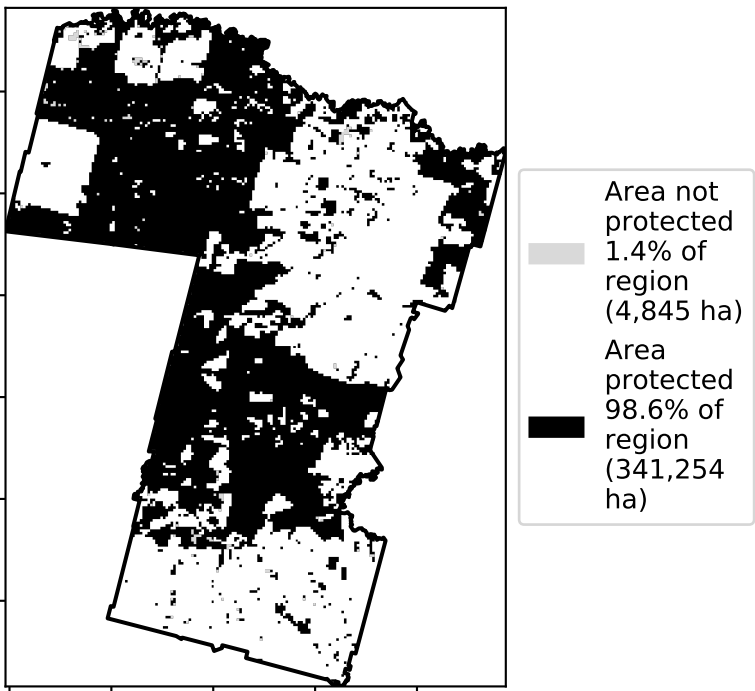 Area not
protected
1.4% of
region
(4,845 ha)
Area
protected
98.6% of
region
(341,254
ha)